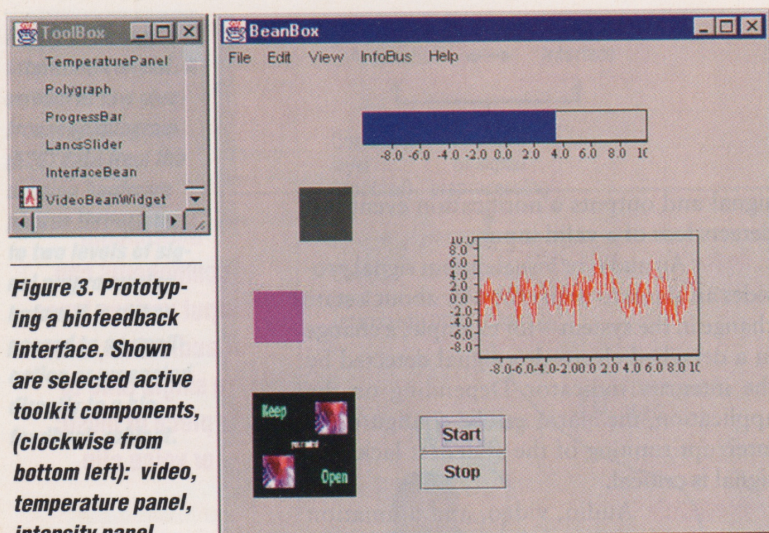 ToolBox
TemperaturePanel
Polygraph
ProgressBar
LancsSlider
InterfaceBean
VideoBeanWidget
Figure 3. Prototyp-
ing a biofeedback
interface. Shown
are selected active
toolkit components,
(clockwise from
bottom left): video,
temperature panel,
intensity panel
BeanBox
File Edit View InfoBus Help
-8.0 -6.0 -4.0 -2.0 0.0 2.0 4.0 6.0 8.0 10
10.0
8.0
6.0
4.0
2.0
0.0
-2.0
-4.0
-6.0
-8.0
-8.0-6.0-4.0-2.00.0 2.0 4.0 6.0 8.010.0
Keep
Open
Start
Stop